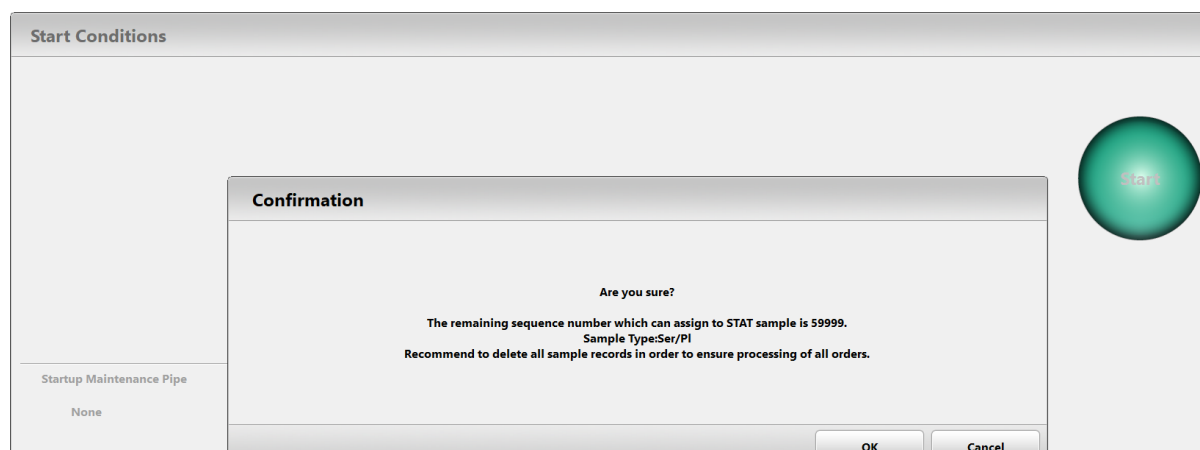 Start Conditions
Start
Confirmation
Are you sure?
The remaining sequence number which can assign to STAT sample is 59999.
Sample Type:Ser/Pl
Recommend to delete all sample records in order to ensure processing of all orders.
Startup Maintenance Pipe
None
OK
Cancel